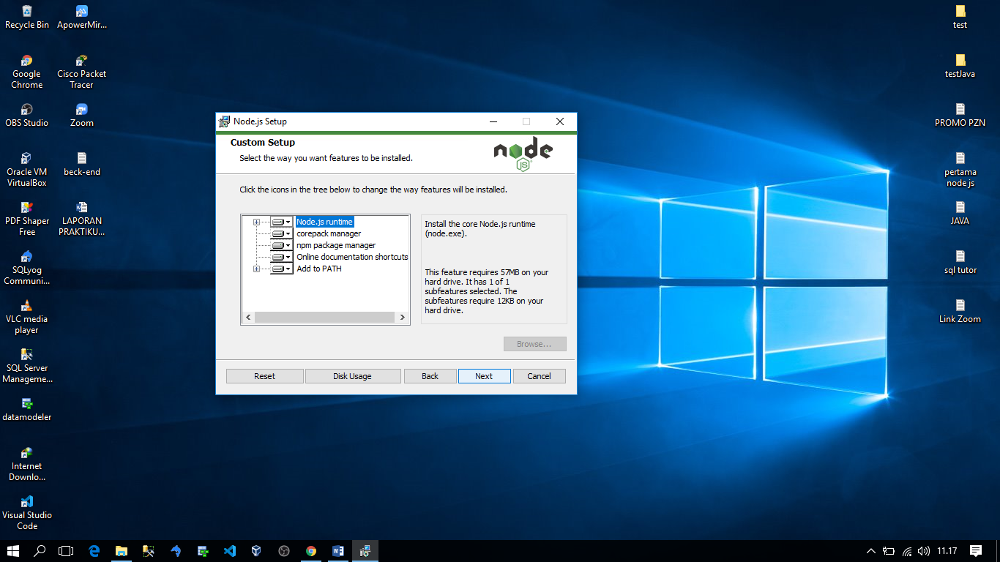 Recycle Bin
ApowerMir...
Google
Chrome
Cisco Packet
Tracer
OBS Studio
Zoom
Oracle VM
VirtualBox
beck-end
PDF Shaper
Free
LAPORAN
PRAKTIKU...
SQLyog
Communi...
VLC media
player
SQL Server
Manageme...
datamodeler
Internet
Downlo...
Visual Studio
Code
Node.js Setup
Custom Setup
Select the way you want features to be installed.
node
JS
Click the icons in the tree below to change the way features will be installed.
Node.js runtime
corepack manager
npm package manager
Online documentation shortcuts
Add to PATH
Install the core Node.js runtime
(node.exe).
This feature requires 57MB on your
hard drive. It has 1 of 1
subfeatures selected. The
subfeatures require 12KB on your
hard drive.
Browse...
Reset
Disk Usage
Back
Next
Cancel
test
testJava
PROMO PZN
pertama
node.js
JAVA
sql tutor
Link Zoom
11.17